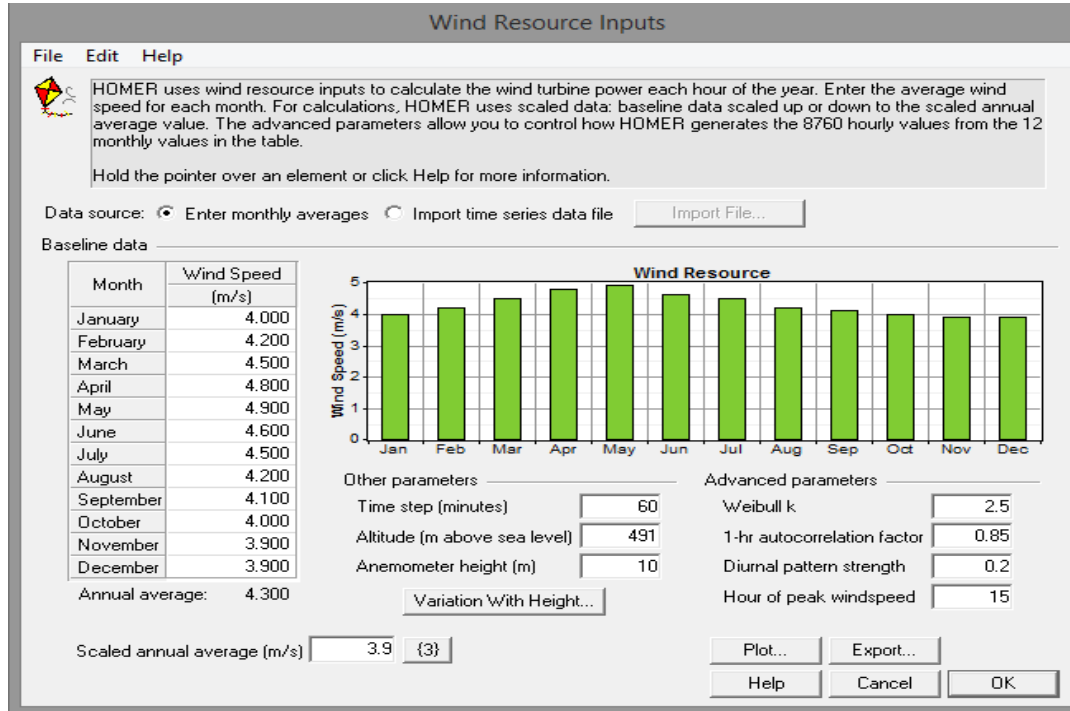 Wind Resource Inputs
File Edit Help
HOMER uses wind resource inputs to calculate the wind turbine power each hour of the year. Enter the average wind
speed for each month. For calculations, HOMER uses scaled data: baseline data scaled up or down to the scaled annual
average value. The advanced parameters allow you to control how HOMER generates the 8760 hourly values from the 12
monthly values in the table.
Hold the pointer over an element or click Help for more information.
Data source: Enter monthly averages Import time series data file Import File...
Baseline data
Month Wind Speed
(m/s)
January 4.000
February 4.200
March 4.500
April 4.800
May 4.900
June 4.600
July 4.500
August 4.200
September 4.100
October 4.000
November 3.900
December 3.900
Annual average: 4.300
Wind Resource
Wind Speed (m/s)
5
4
3
2
1
0
Jan Feb Mar Apr May Jun Jul Aug Sep Oct Nov Dec
Other parameters
Time step (minutes) 60
Altitude (m above sea level) 491
Anemometer height (m) 10
Variation With Height...
Advanced parameters
Weibull k 2.5
1-hr autocorrelation factor 0.85
Diurnal pattern strength 0.2
Hour of peak windspeed 15
Scaled annual average (m/s) 3.9 {3}
Plot... Export...
Help Cancel OK